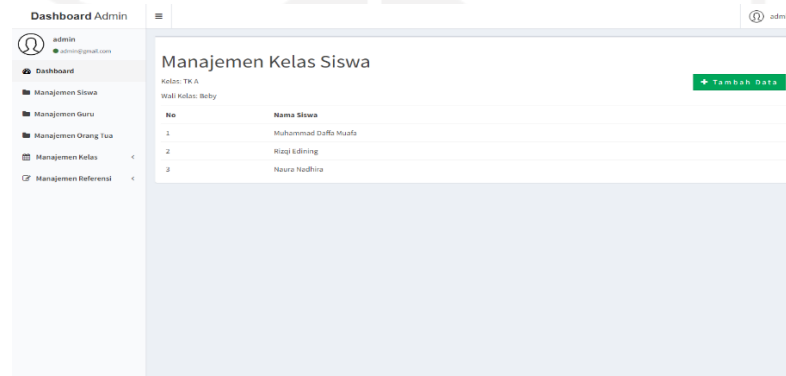 Dashboard Admin
adm
admin
admin@gmail.com
Dashboard
Manajemen Siswa
Manajemen Guru
Manajemen Orang Tua
Manajemen Kelas
Manajemen Referensi
Manajemen Kelas Siswa
Kelas: TK A
Tambah Data
Wali Kelas: Beby
No Nama Siswa
1 Muhammad Daffa Muafa
2 Rizqi Edining
3 Naura Nadhira